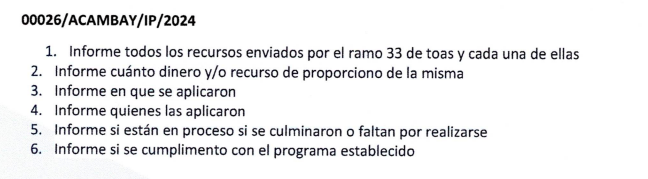 00026/ACAMBAY/IP/2024
1. Informe todos los recursos enviados por el ramo 33 de toas y cada una de ellas
2. Informe cuánto dinero y/o recurso de proporciono de la misma
3. Informe en que se aplicaron
4. Informe quienes las aplicaron
5. Informe si están en proceso si se culminaron o faltan por realizarse
6. Informe si se cumplimento con el programa establecido